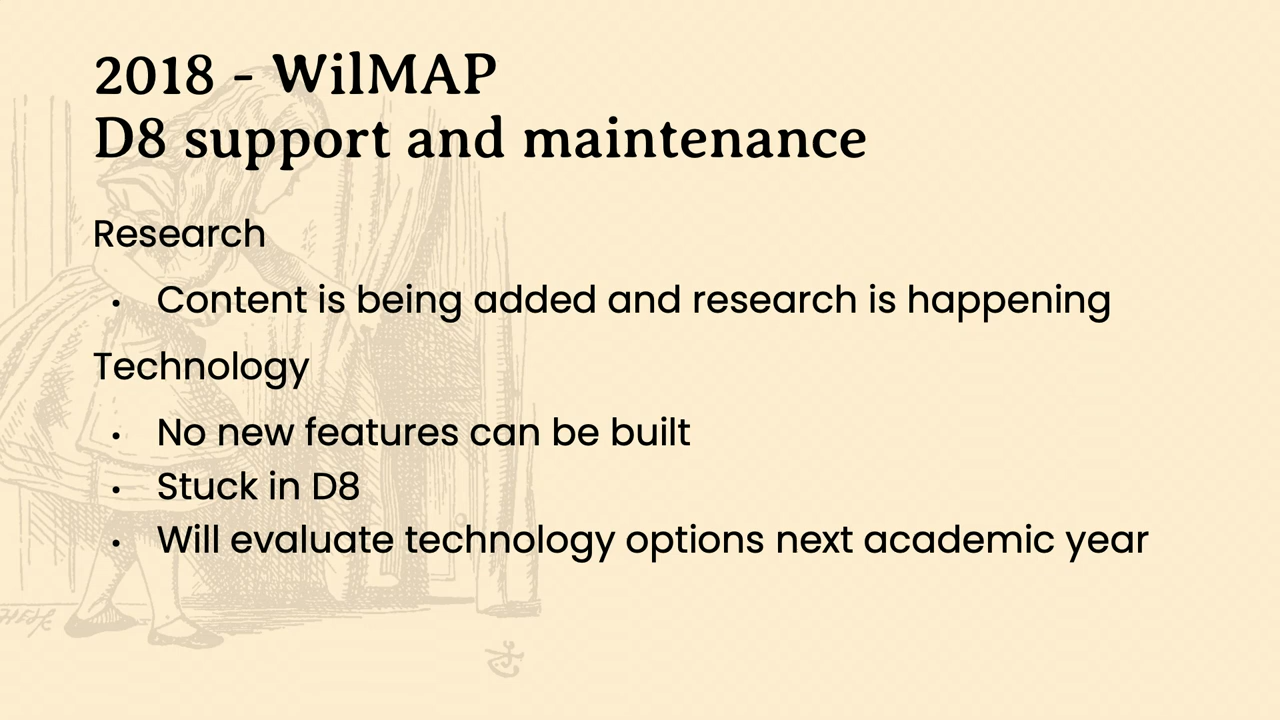 2018 - WilMAP
D8 support and maintenance
Research
• Content is being added and research is happening
Technology
• No new features can be built
• Stuck in D8
• Will evaluate technology options next academic year